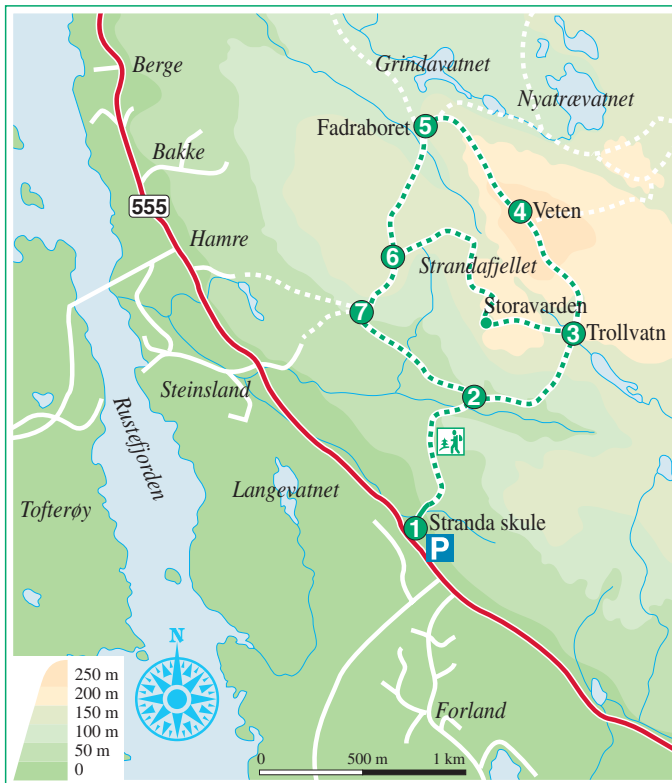 Berge
Grindavatnet
Nyatrævatnet
Fadraboret
5
Bakke
555
4
Veten
Hamre
6
Strandafjellet
Storavarden
7
3
Trollvatn
Steinsland
2
Rustefjorden
Langevatnet
Tofterøy
1
Stranda skule
P
N
250 m
200 m
150 m
100 m
50 m
0
Forland
0
500 m
1 km